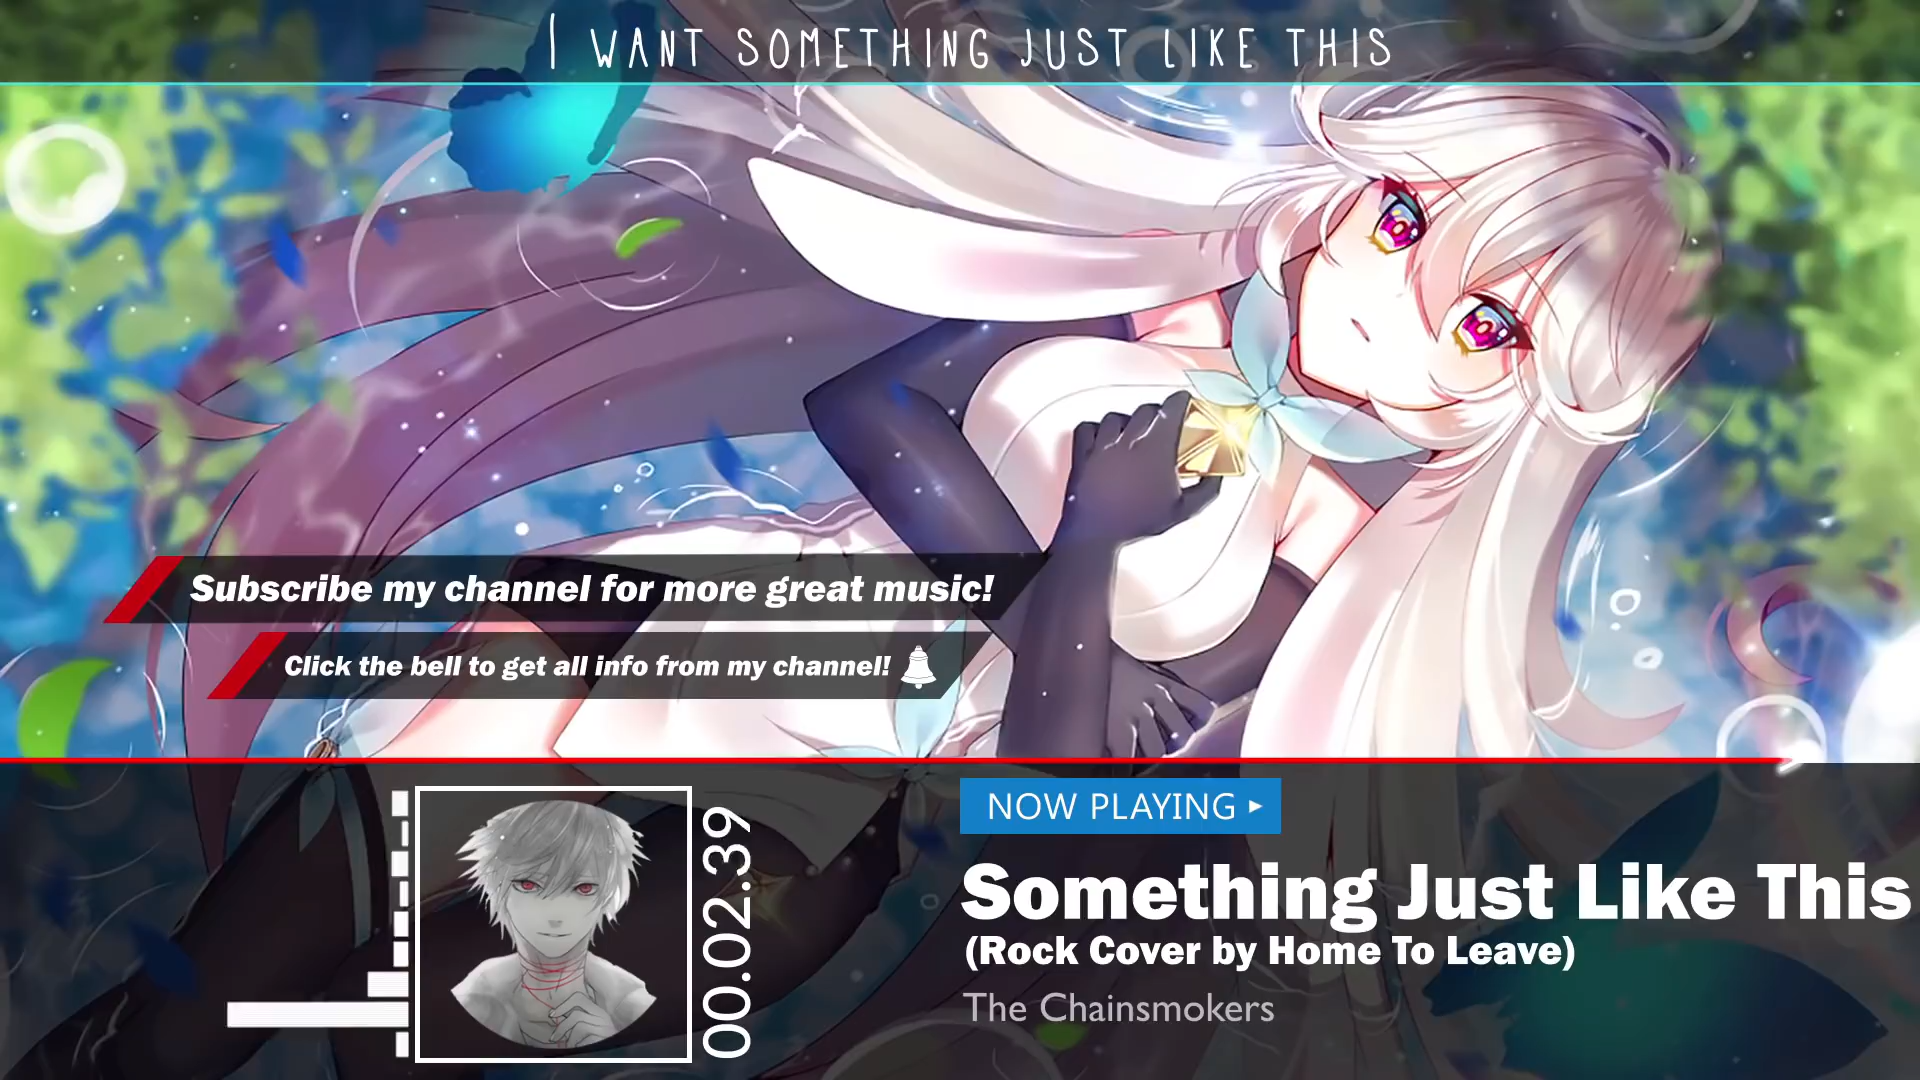 I WANT SOMETHING JUST LIKE THIS
Subscribe my channel for more great music!
Click the bell to get all info from my channel!
00.02.39
NOW PLAYING ▸
Something Just Like This
(Rock Cover by Home To Leave)
The Chainsmokers